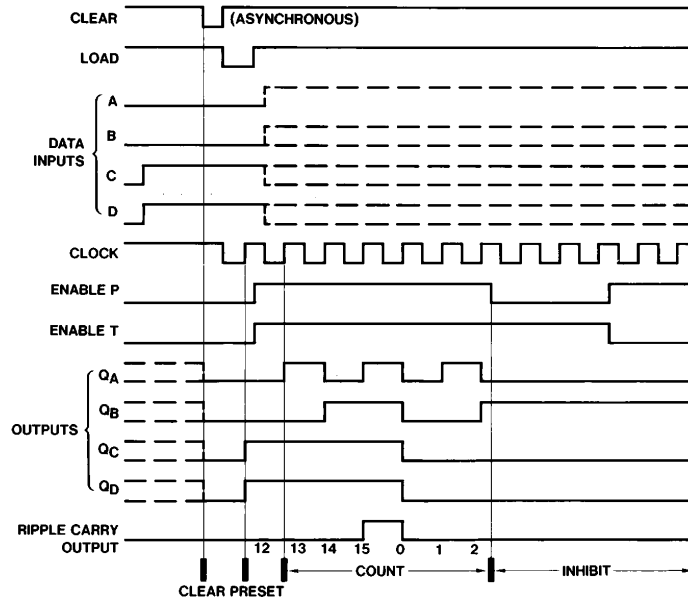 CLEAR
(ASYNCHRONOUS)
LOAD
A
B
DATA
INPUTS
C
D
CLOCK
ENABLE P
ENABLE T
QA
QB
OUTPUTS
QC
QD
RIPPLE CARRY
OUTPUT
12 13 14 15 0 1 2
COUNT
INHIBIT
CLEAR PRESET